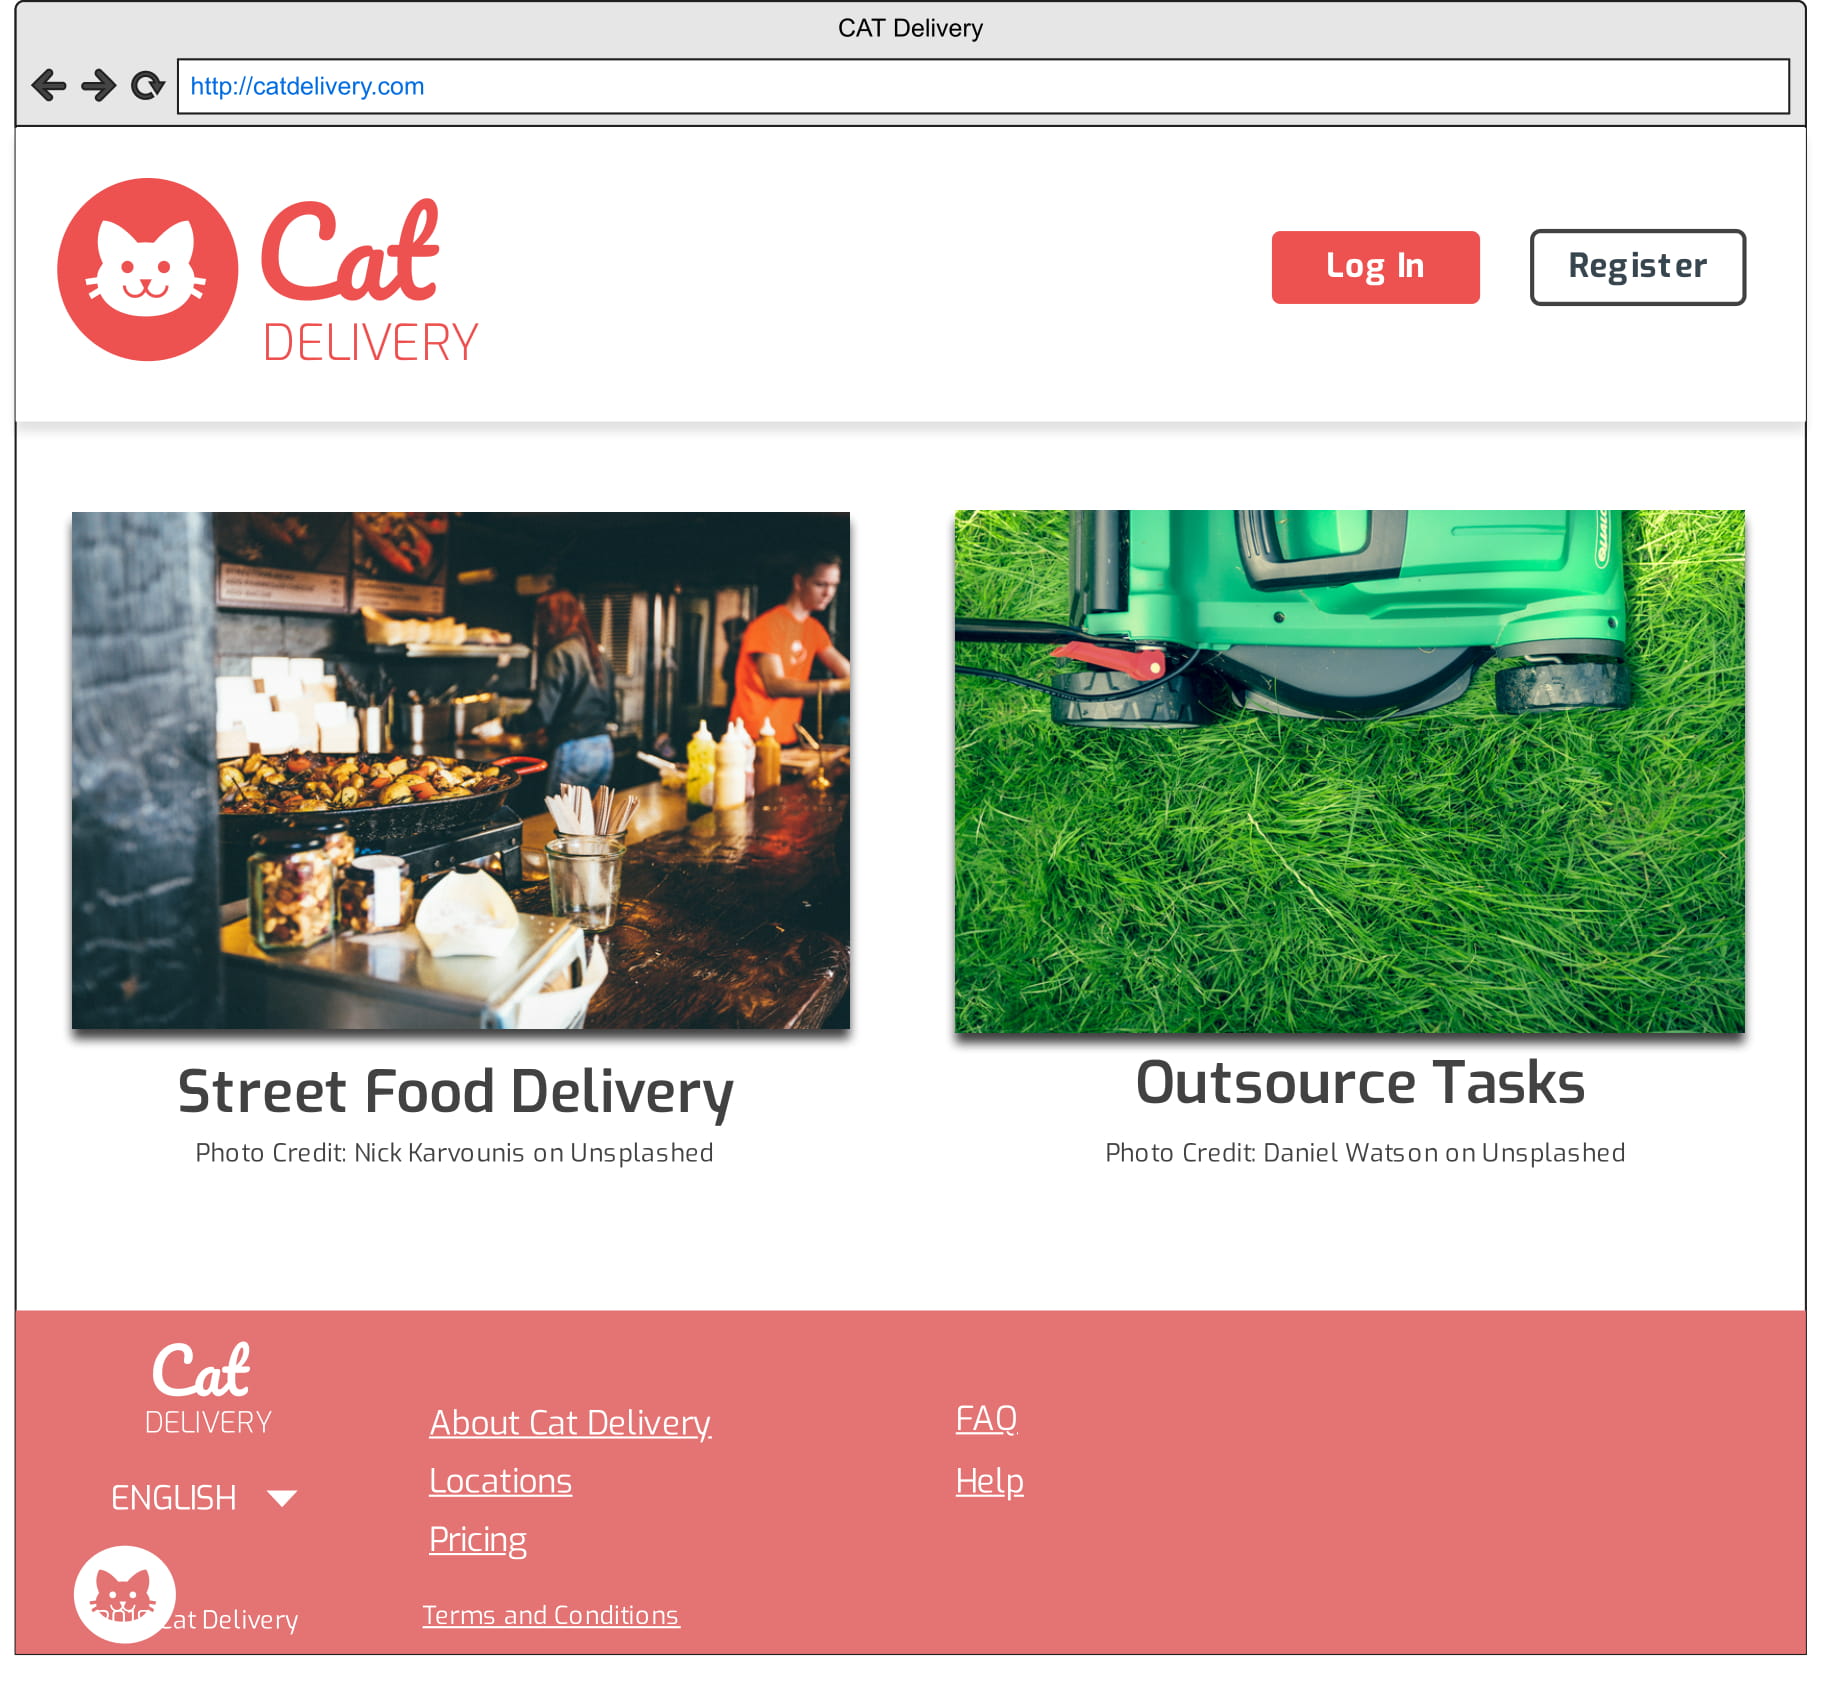 CAT Delivery
http://catdelivery.com
Cat
DELIVERY
Log In
Register
Street Food Delivery
Photo Credit: Nick Karvounis on Unsplashed
Outsource Tasks
Photo Credit: Daniel Watson on Unsplashed
Cat
DELIVERY
ENGLISH
About Cat Delivery
Locations
Pricing
FAQ
Help
Cat Delivery
Terms and Conditions